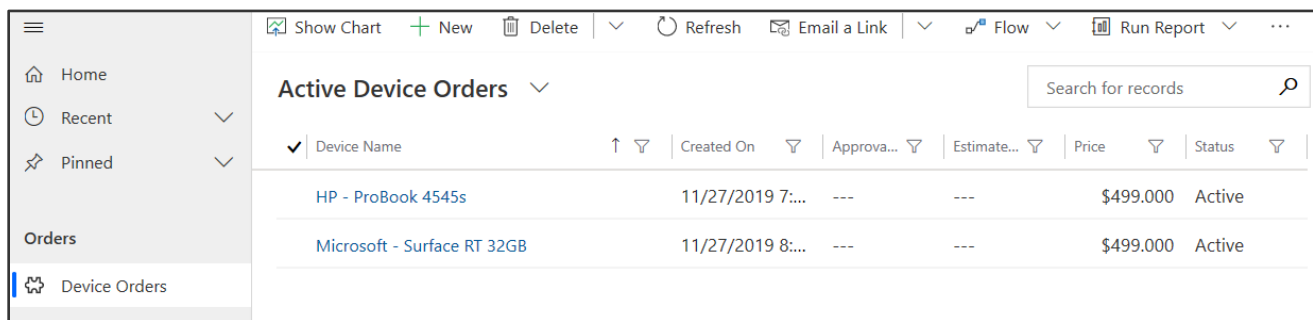 Show Chart New Delete Refresh Email a Link Flow Run Report ...
Home
Recent
Pinned
Orders
Device Orders
Active Device Orders
Search for records
Device Name Created On Approva... Estimate... Price Status
HP - ProBook 4545s 11/27/2019 7:... --- --- $499.000 Active
Microsoft - Surface RT 32GB 11/27/2019 8:... --- --- $499.000 Active